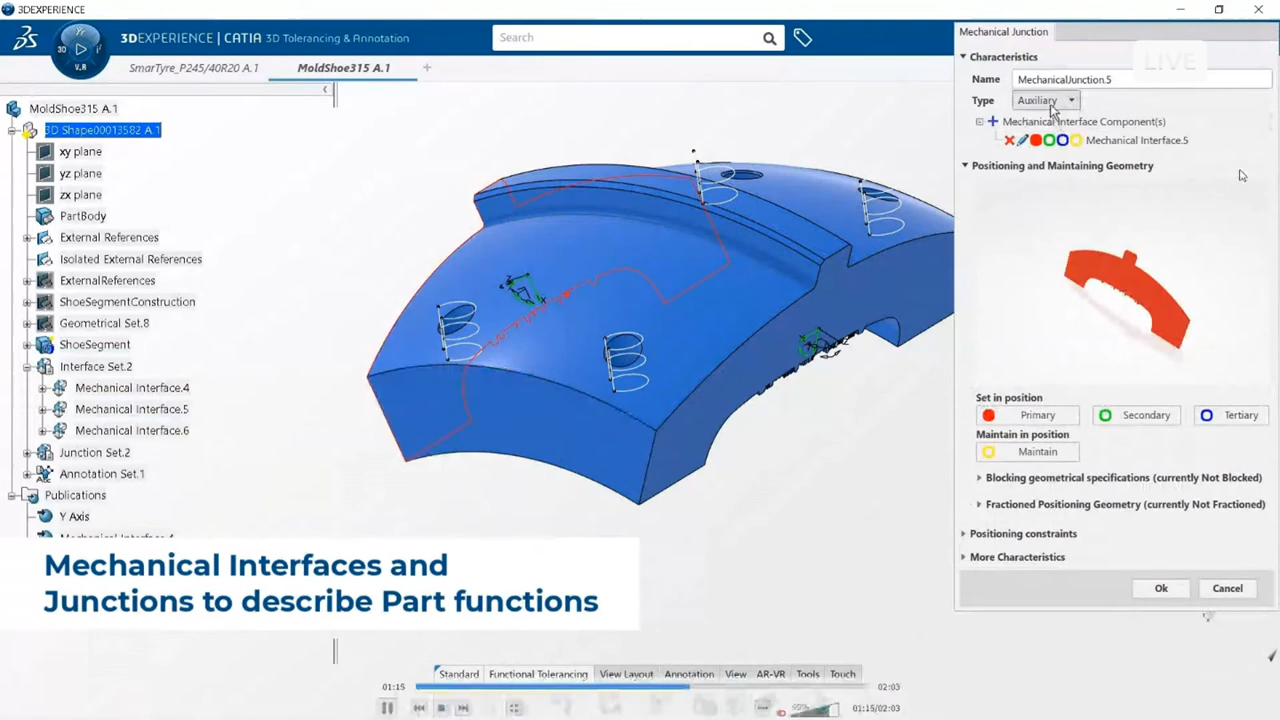 3DEXPERIENCE
3DEXPERIENCE | CATIA 3D Tolerancing & Annotation
Search
3D
V.R
SmarTyre_P245/40R20 A.1
MoldShoe315 A.1
MoldShoe315 A.1
3D Shape00013582 A.1
xy plane
yz plane
zx plane
PartBody
External References
Isolated External References
ExternalReferences
ShoeSegmentConstruction
Geometrical Set.8
ShoeSegment
Interface Set.2
Mechanical Interface.4
Mechanical Interface.5
Mechanical Interface.6
Junction Set.2
Annotation Set.1
Publications
Y Axis
Mechanical Junction
LIVE
Characteristics
Name MechanicalJunction.5
Type Auxiliary
Mechanical Interface Component(s)
Mechanical Interface.5
Positioning and Maintaining Geometry
Set in position
Primary Secondary Tertiary
Maintain in position
Maintain
Blocking geometrical specifications (currently Not Blocked)
Fractioned Positioning Geometry (currently Not Fractioned)
Positioning constraints
More Characteristics
Ok Cancel
Mechanical Interfaces and
Junctions to describe Part functions
Standard Functional Tolerancing View Layout Annotation View AR-VR Tools Touch
01:15 02:03
01:15/02:03